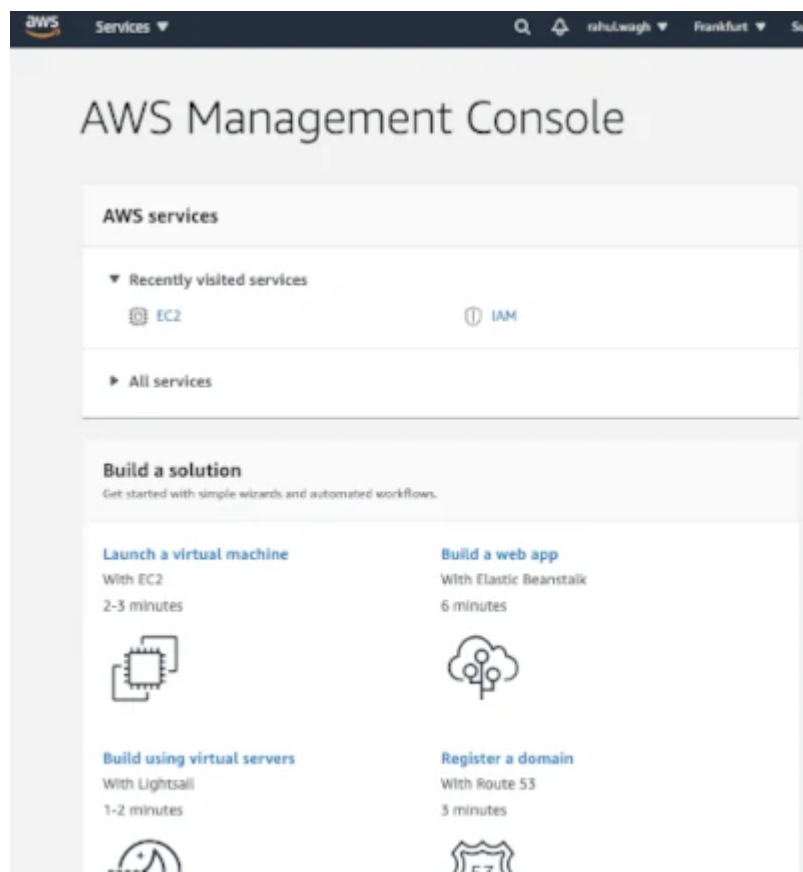 aws Services ▼ rahul.wagh ▼ Frankfurt ▼
AWS Management Console
AWS services
▼ Recently visited services
EC2 IAM
▶ All services
Build a solution
Get started with simple wizards and automated workflows.
Launch a virtual machine
With EC2
2-3 minutes
Build a web app
With Elastic Beanstalk
6 minutes
Build using virtual servers
With Lightsail
1-2 minutes
Register a domain
With Route 53
3 minutes
53